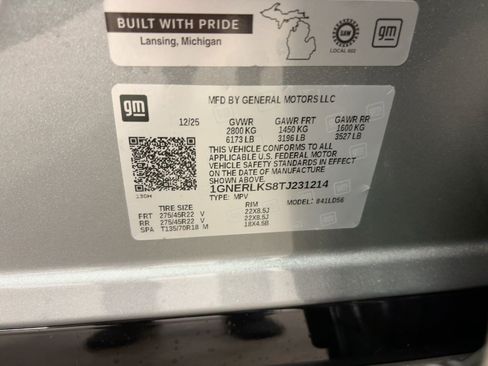 BUILT WITH PRIDE
Lansing, Michigan
UAW
LOCAL 602
gm
gm
MFD BY GENERAL MOTORS LLC
12/25 GVWR GAWR FRT GAWR RR
2800 KG 1450 KG 1600 KG
6173 LB 3196 LB 3527 LB
THIS VEHICLE CONFORMS TO ALL
APPLICABLE U.S. FEDERAL MOTOR
VEHICLE SAFETY STANDARDS IN EFFECT
ON THE DATE OF MANUFACTURE
SHOWN ABOVE.
1GNERLKS8TJ231214
TYPE: MPV MODEL: 841LD56
TIRE SIZE RIM
FRT 275/45R22 V 22X8.5J
RR 275/45R22 V 22X8.5J
SPA T135/70R18 M 18X4.5B